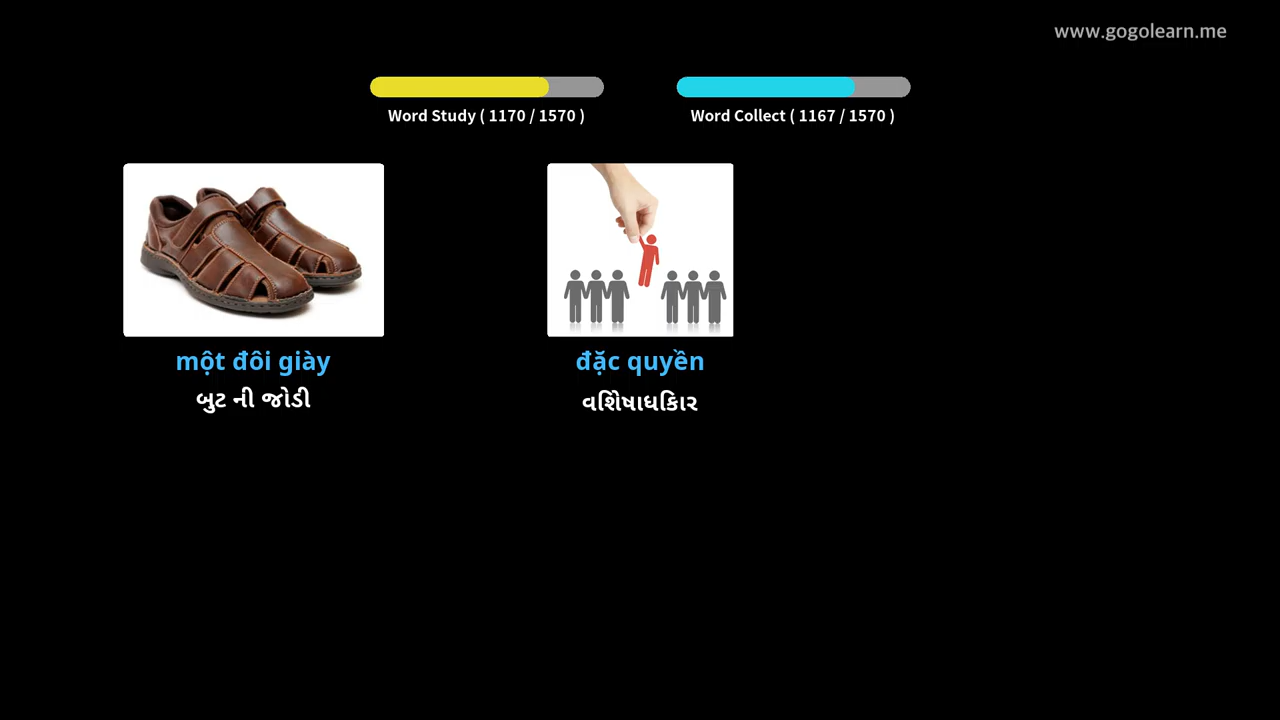 www.gogolearn.me
Word Study ( 1170 / 1570 )
Word Collect ( 1167 / 1570 )
một đôi giày
બુટ ની જોડી
đặc quyền
વિશેષાધિકાર